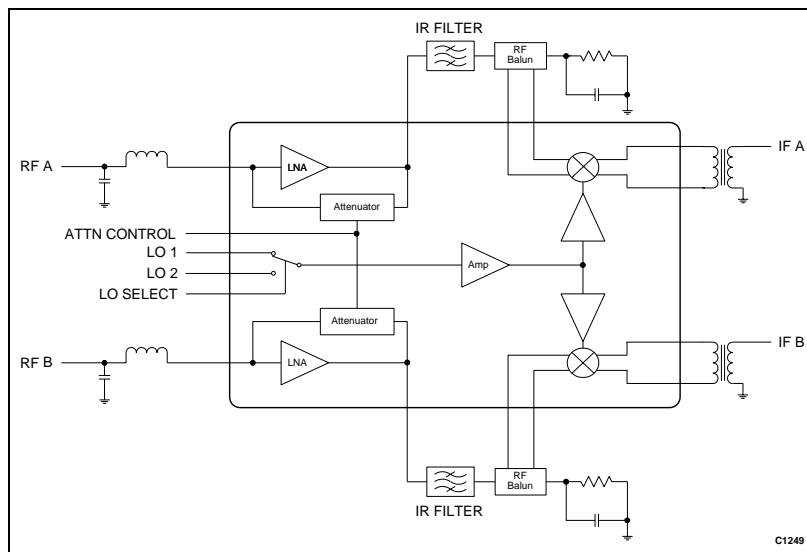 IR FILTER
RF
Balun
RF A
LNA
IF A
Attenuator
ATTN CONTROL
LO 1
LO 2
Amp
LO SELECT
Attenuator
RF B
LNA
IF B
RF
Balun
IR FILTER
C1249